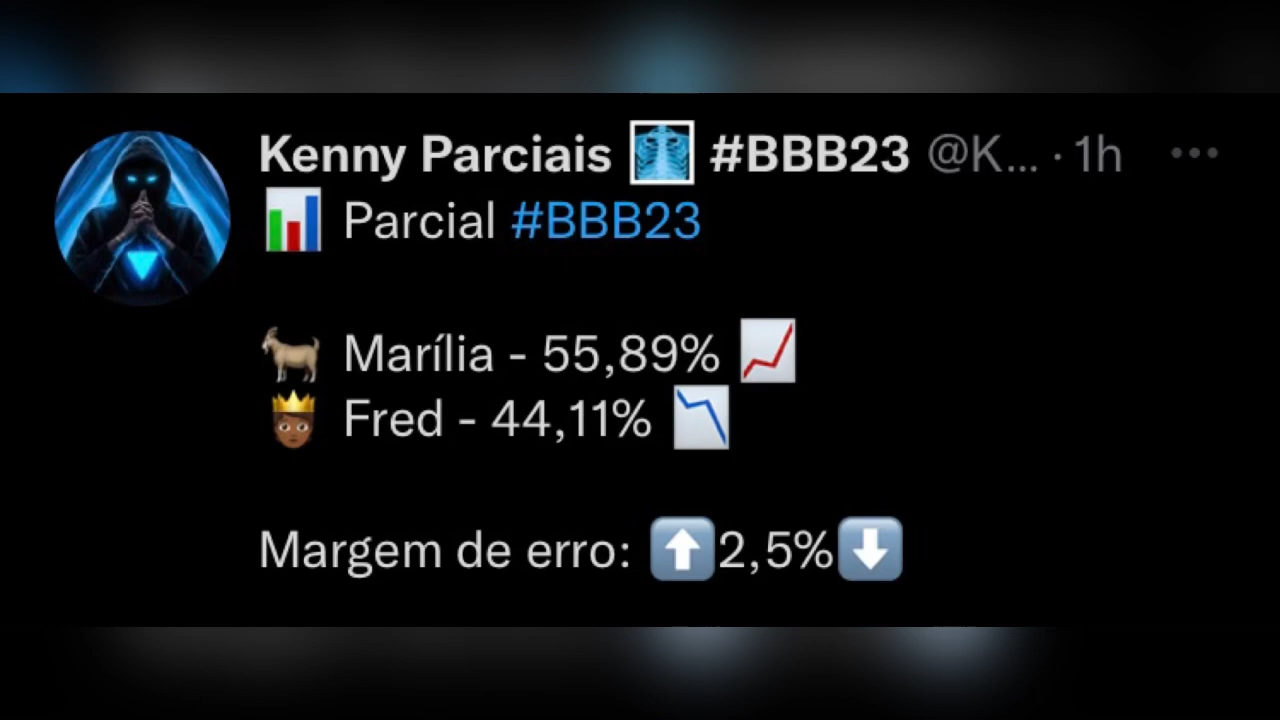 Kenny Parciais 🩻 #BBB23 @K... · 1h ...
📊 Parcial #BBB23
🐐 Marília - 55,89% 📈
🫅🏾 Fred - 44,11% 📉
Margem de erro: ⬆️2,5%⬇️